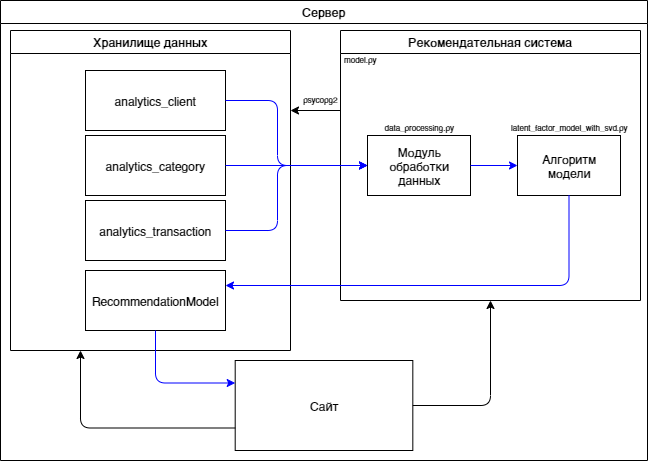 Сервер
Хранилище данных
analytics_client
analytics_category
analytics_transaction
RecommendationModel
psycopg2
Рекомендательная система
model.py
data_processing.py
Модуль
обработки
данных
latent_factor_model_with_svd.py
Алгоритм
модели
Сайт